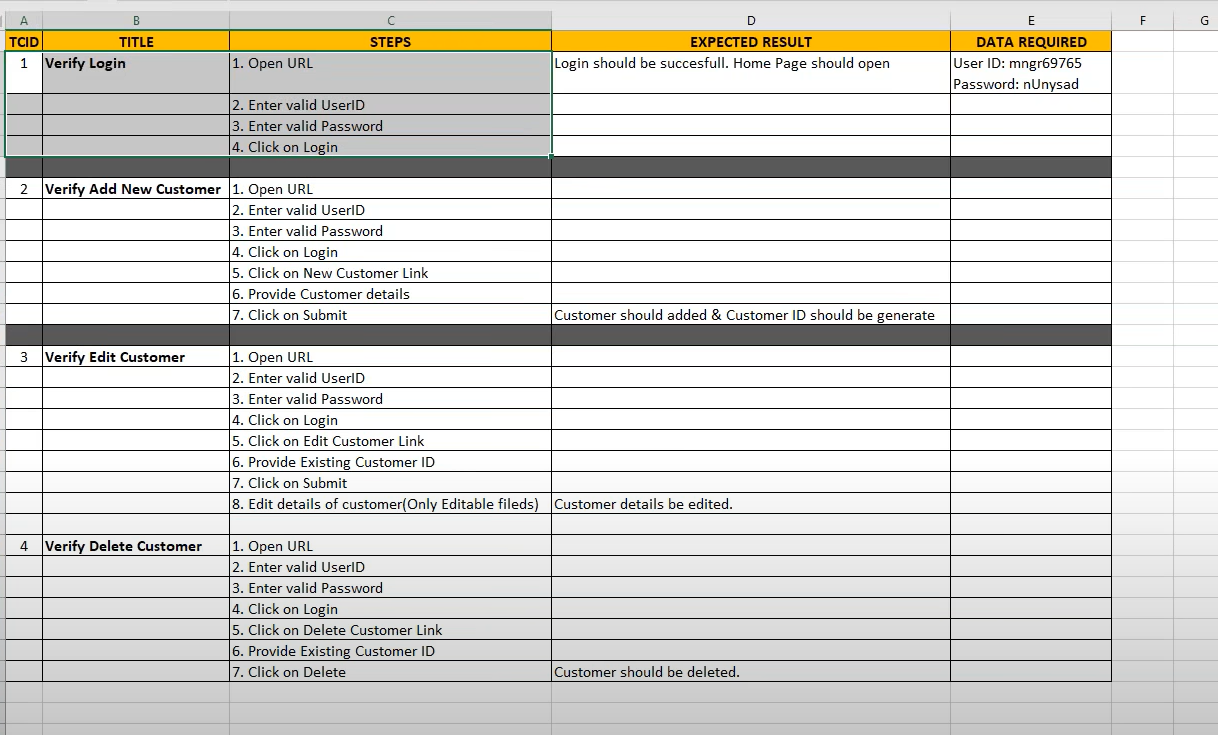 A B C D E F G
TCID TITLE STEPS EXPECTED RESULT DATA REQUIRED
1 Verify Login 1. Open URL Login should be succesfull. Home Page should open User ID: mngr69765
Password: nUnysad
2. Enter valid UserID
3. Enter valid Password
4. Click on Login
2 Verify Add New Customer 1. Open URL
2. Enter valid UserID
3. Enter valid Password
4. Click on Login
5. Click on New Customer Link
6. Provide Customer details
7. Click on Submit Customer should added & Customer ID should be generate
3 Verify Edit Customer 1. Open URL
2. Enter valid UserID
3. Enter valid Password
4. Click on Login
5. Click on Edit Customer Link
6. Provide Existing Customer ID
7. Click on Submit
8. Edit details of customer(Only Editable fileds) Customer details be edited.
4 Verify Delete Customer 1. Open URL
2. Enter valid UserID
3. Enter valid Password
4. Click on Login
5. Click on Delete Customer Link
6. Provide Existing Customer ID
7. Click on Delete Customer should be deleted.